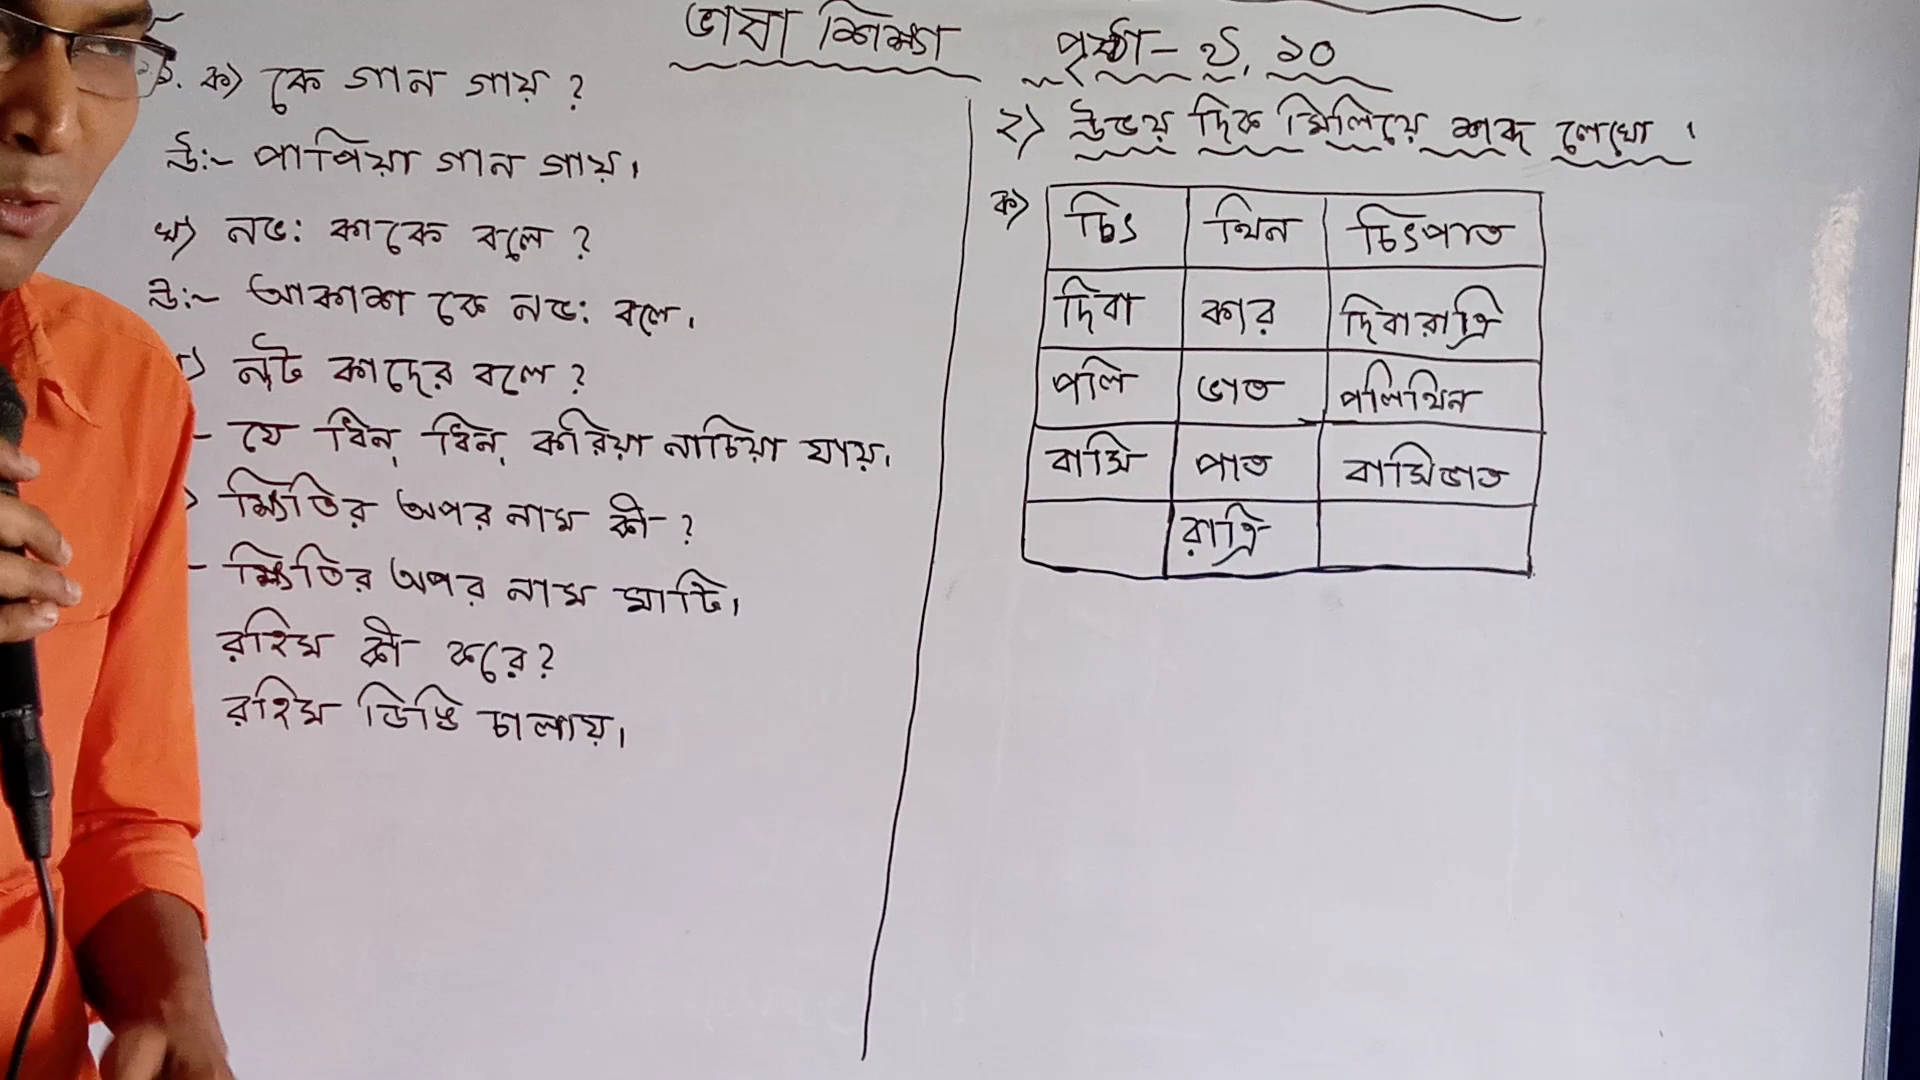 ভাষা শিক্ষা পৃষ্ঠা- ৯, ১০
১. ক) কে গান গায় ?
উঃ- পাপিয়া গান গায়।
খ) নভঃ কাকে বলে ?
উঃ- আকাশ কে নভঃ বলে।
নট কাদের বলে ?
- যে ধিন্ ধিন্ করিয়া নাচিয়া যায়।
ক্ষিতির অপর নাম কী ?
- ক্ষিতির অপর নাম মাটি।
রহিম কী করে ?
রহিম ডিঙি চালায়।
২) উভয় দিক মিলিয়ে শব্দ লেখো ।
ক) চিৎ থিন চিৎপাত
দিবা কার দিবারাত্রি
পলি ভাত পলিথিন
বাসি পাত বাসিভাত
রাত্রি